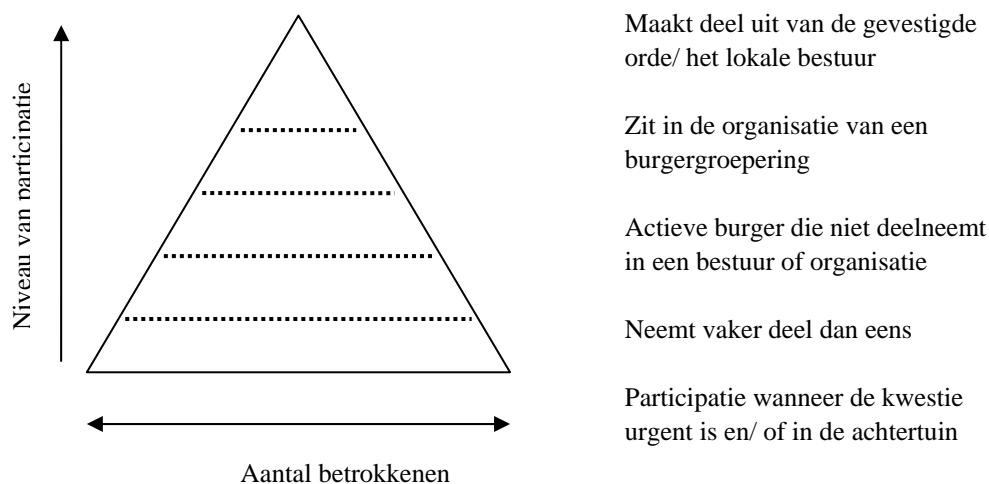 Maakt deel uit van de gevestigde
orde/ het lokale bestuur
Zit in de organisatie van een
burgergroepering
Actieve burger die niet deelneemt
in een bestuur of organisatie
Neemt vaker deel dan eens
Participatie wanneer de kwestie
urgent is en/ of in de achtertuin
Niveau van participatie
Aantal betrokkenen